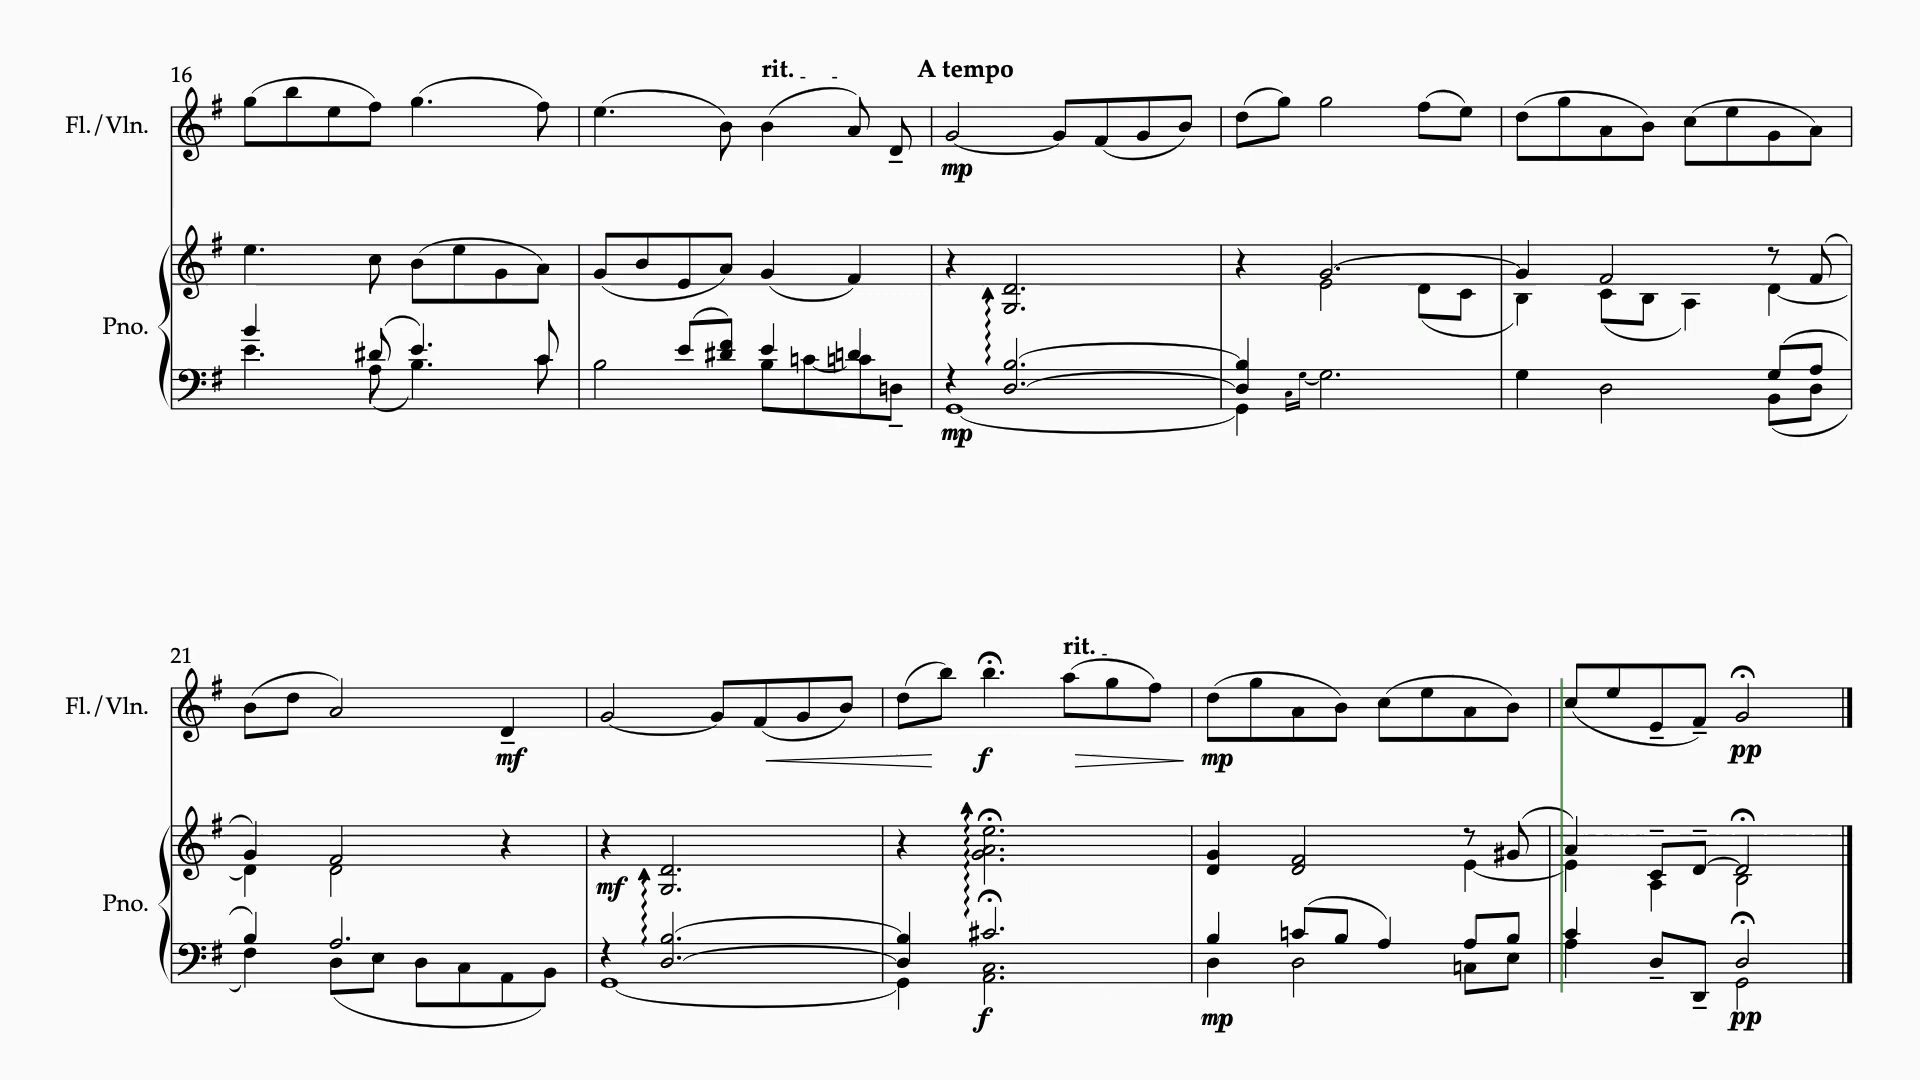 rit. A tempo
16
Fl./Vln.
mp
Pno.
mp
rit.
21
Fl./Vln.
mf f mp pp
mf
Pno.
f mp pp